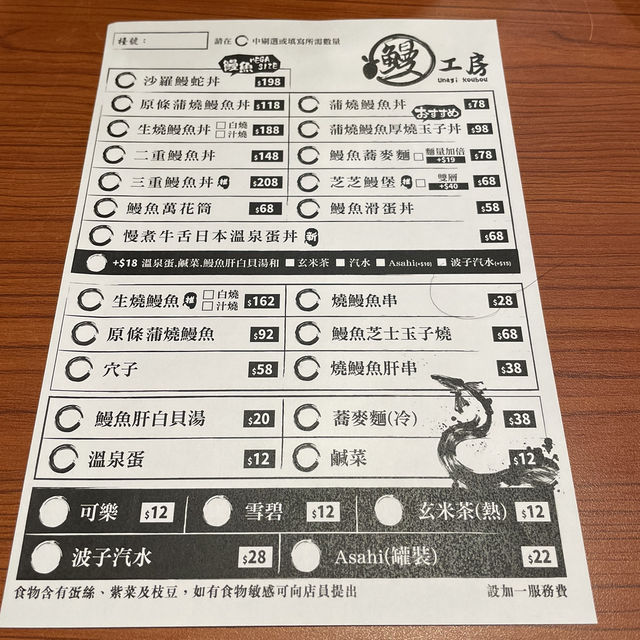 檯號：
請在 中剔選或填寫所需數量
鰻魚 MEGA SIZE
鰻 工房
Unagi Koubou
沙羅鰻蛇丼 $198
原條蒲燒鰻魚丼 $118
蒲燒鰻魚丼 $78
おすすめ
生燒鰻魚丼 □白燒 □汁燒 $188
蒲燒鰻魚厚燒玉子丼 $98
二重鰻魚丼 $148
鰻魚蕎麥麵 □麵量加倍 +$19 $78
三重鰻魚丼 $208
芝芝鰻堡 □雙層 +$40 $68
鰻魚萬花筒 $68
鰻魚滑蛋丼 $58
慢煮牛舌日本溫泉蛋丼 新 $68
+$18 溫泉蛋,鹹菜,鰻魚肝白貝湯和 ■玄米茶 ■汽水 ■Asahi(+$10) ■波子汽水(+$15)
生燒鰻魚 □白燒 □汁燒 $162
燒鰻魚串 $28
原條蒲燒鰻魚 $92
鰻魚芝士玉子燒 $68
穴子 $58
燒鰻魚肝串 $38
鰻魚肝白貝湯 $20
蕎麥麵(冷) $38
溫泉蛋 $12
鹹菜 $12
可樂 $12
雪碧 $12
玄米茶(熱) $12
波子汽水 $28
Asahi(罐裝) $22
食物含有蛋絲、紫菜及枝豆，如有食物敏感可向店員提出
設加一服務費